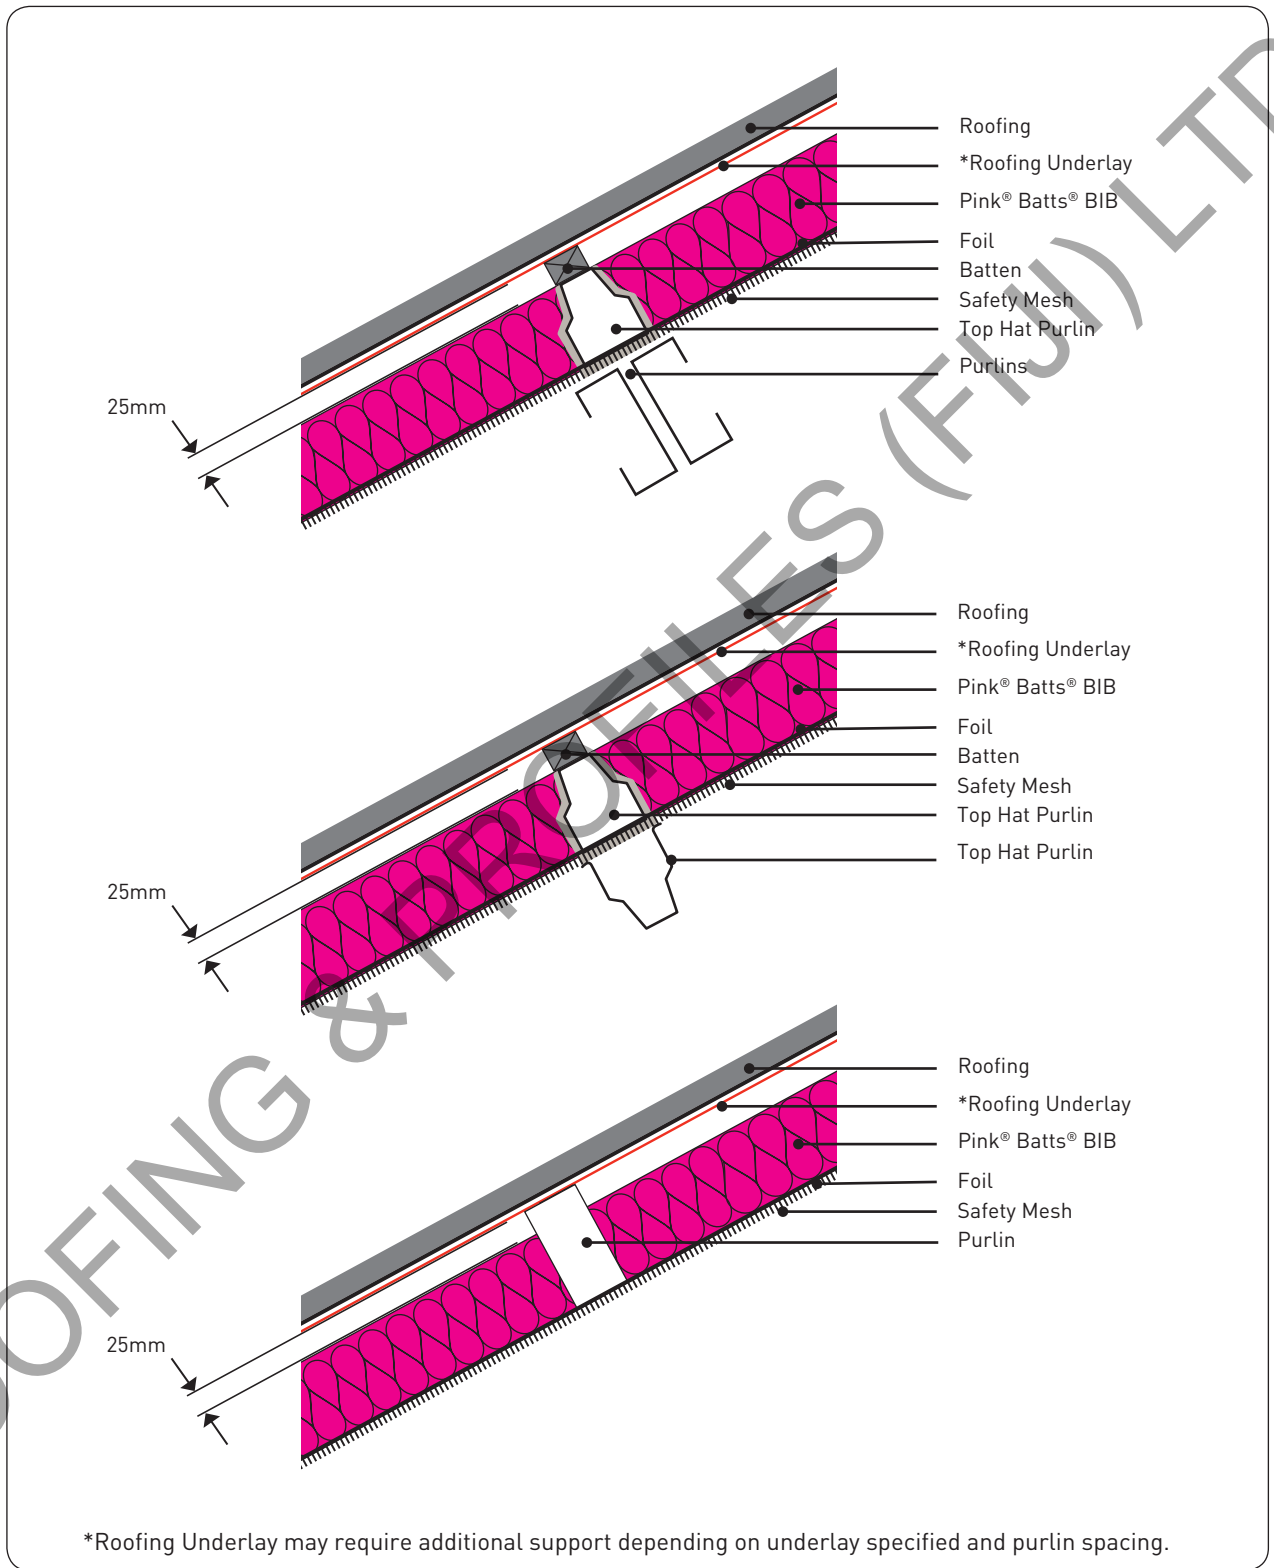 Roofing
*Roofing Underlay
Pink® Batts® BIB
Foil
Batten
Safety Mesh
Top Hat Purlin
Purlins
25mm
Roofing
*Roofing Underlay
Pink® Batts® BIB
Foil
Batten
Safety Mesh
Top Hat Purlin
Top Hat Purlin
25mm
Roofing
*Roofing Underlay
Pink® Batts® BIB
Foil
Safety Mesh
Purlin
25mm
*Roofing Underlay may require additional support depending on underlay specified and purlin spacing.
OOFING & PROFILES (FIJI) LTD